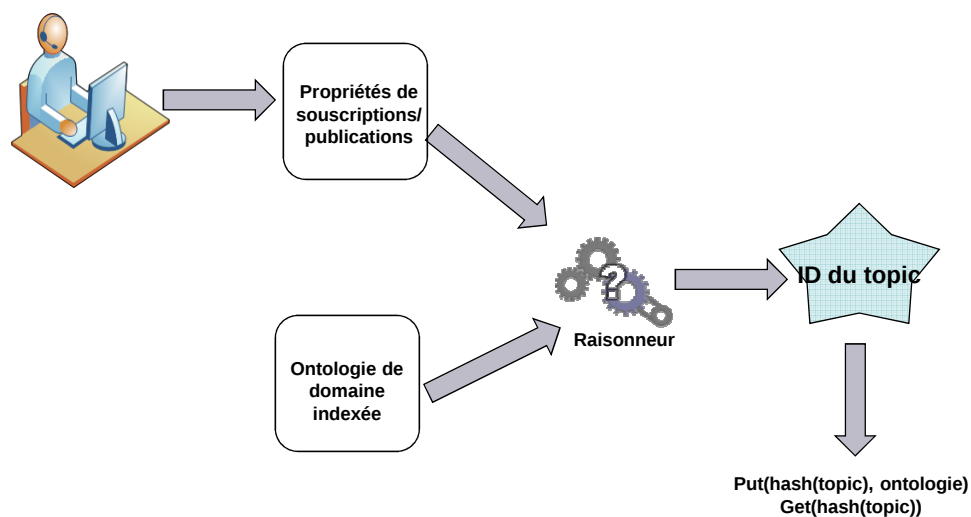 Propriétés de
souscriptions/
publications
Ontologie de
domaine
indexée
?
Raisonneur
ID du topic
Put(hash(topic), ontologie)
Get(hash(topic))